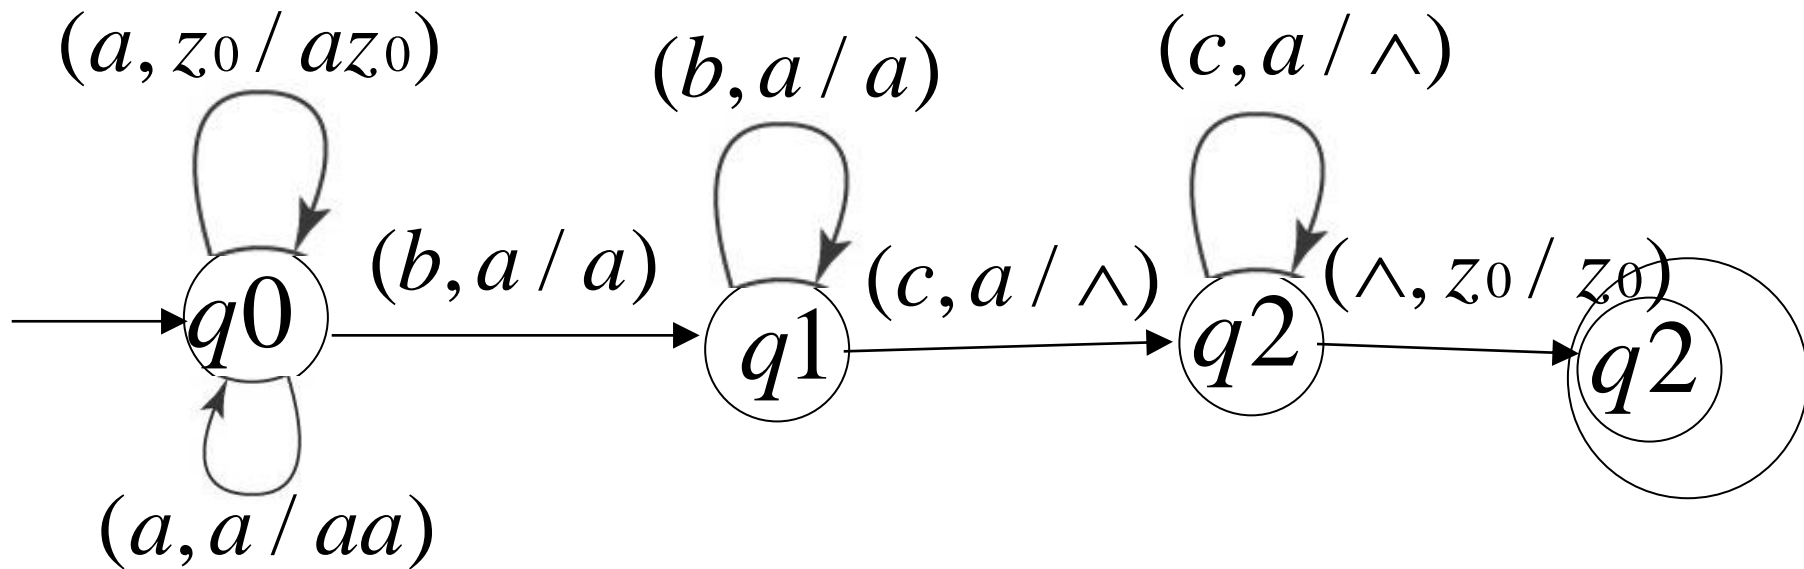 (a, z0 / az0)
(b, a / a)
(c, a / ∧)
(b, a / a)
(c, a / ∧)
(∧, z0 / z0)
q0
q1
q2
q2
(a, a / aa)